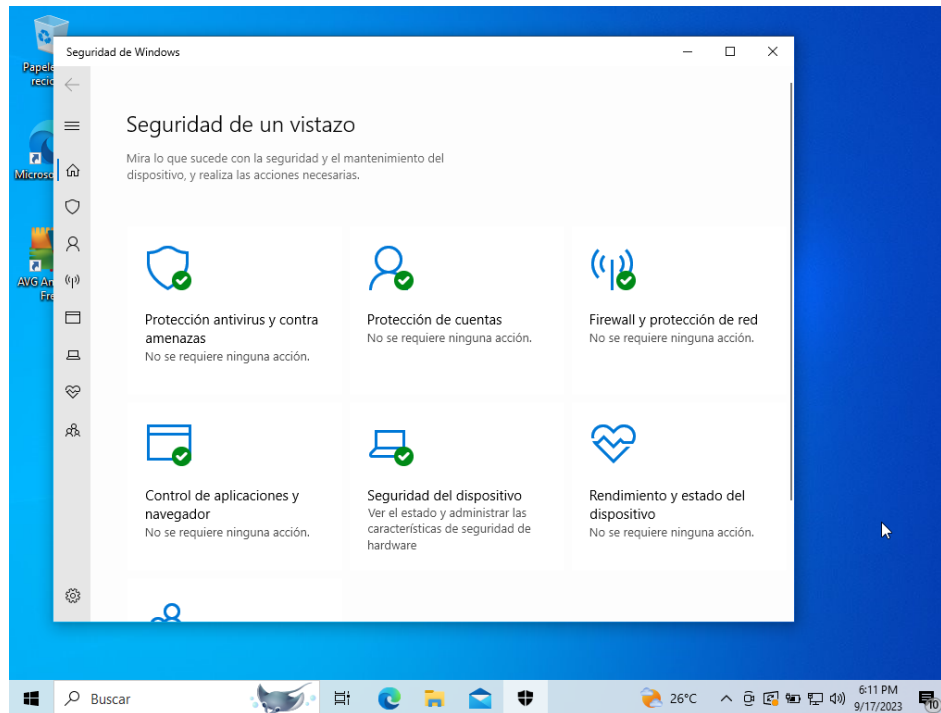 Seguridad de Windows
Seguridad de un vistazo
Mira lo que sucede con la seguridad y el mantenimiento del
dispositivo, y realiza las acciones necesarias.
Protección antivirus y contra
amenazas
No se requiere ninguna acción.
Protección de cuentas
No se requiere ninguna acción.
Firewall y protección de red
No se requiere ninguna acción.
Control de aplicaciones y
navegador
No se requiere ninguna acción.
Seguridad del dispositivo
Ver el estado y administrar las
características de seguridad de
hardware
Rendimiento y estado del
dispositivo
No se requiere ninguna acción.
AVG
Buscar
26°C
6:11 PM
9/17/2023
10